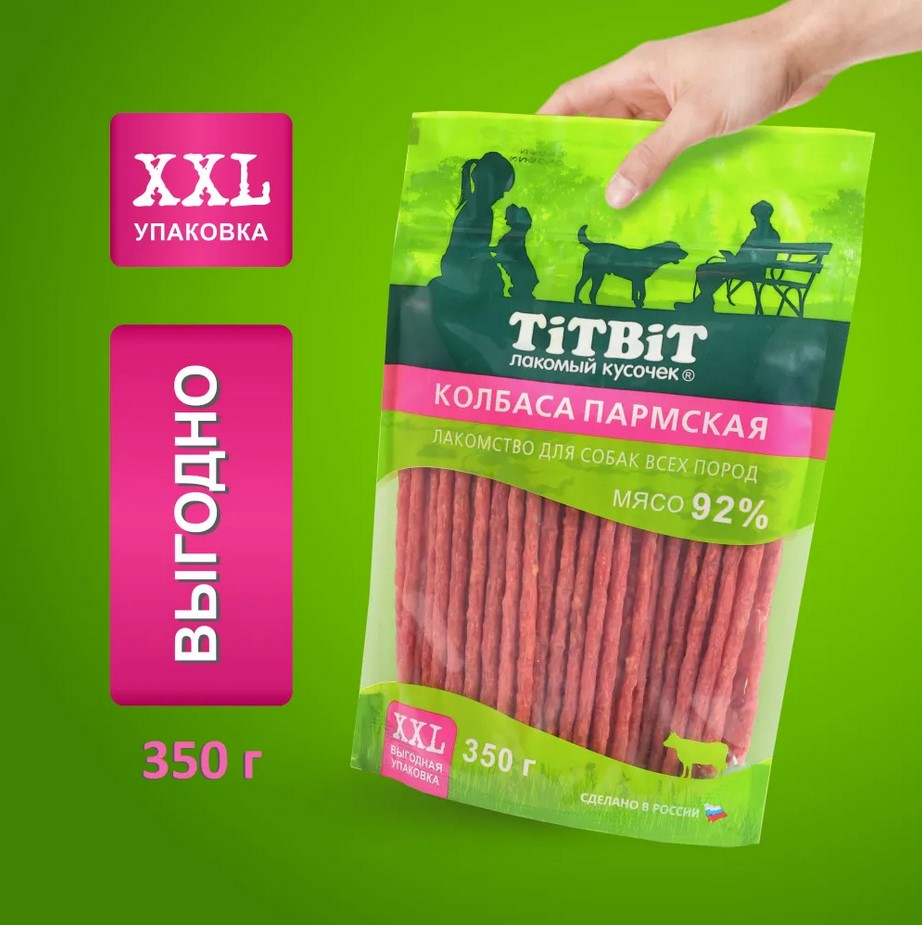 XXL
УПАКОВКА
ВЫГОДНО
350 г
TiTBiT
лакомый кусочек®
КОЛБАСА ПАРМСКАЯ
ЛАКОМСТВО ДЛЯ СОБАК ВСЕХ ПОРОД
МЯСО 92%
XXL
ВЫГОДНАЯ
УПАКОВКА
350 г
СДЕЛАНО В РОССИИ